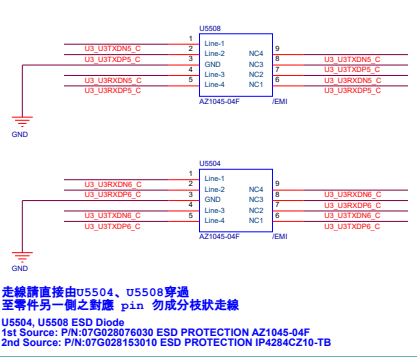 U5508
1 Line-1
U3_U3TXDN5_C 2 Line-2 NC4 9
U3_U3TXDP5_C 3 GND NC3 8 U3_U3TXDN5_C
4 Line-3 NC2 7 U3_U3TXDP5_C
U3_U3RXDN5_C 5 Line-4 NC1 6 U3_U3RXDN5_C
U3_U3RXDP5_C U3_U3RXDP5_C
AZ1045-04F /EMI
GND
U5504
1 Line-1
U3_U3RXDN6_C 2 Line-2 NC4 9
U3_U3RXDP6_C 3 GND NC3 8 U3_U3RXDN6_C
4 Line-3 NC2 7 U3_U3RXDP6_C
U3_U3TXDN6_C 5 Line-4 NC1 6 U3_U3TXDN6_C
U3_U3TXDP6_C U3_U3TXDP6_C
AZ1045-04F /EMI
GND
走線請直接由U5504、U5508穿過
至零件另一側之對應 pin 勿成分枝狀走線
U5504, U5508 ESD Diode
1st Source: P/N:07G028076030 ESD PROTECTION AZ1045-04F
2nd Source: P/N:07G028153010 ESD PROTECTION IP4284CZ10-TB